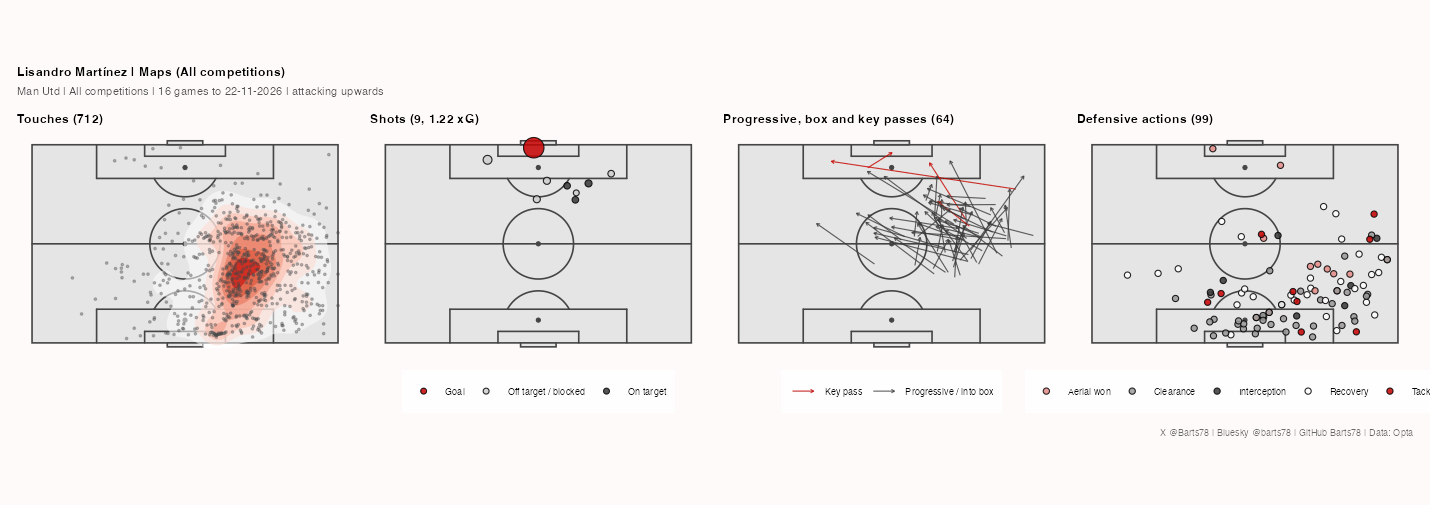 Lisandro Martínez | Maps (All competitions)
Man Utd | All competitions | 16 games to 22-11-2026 | attacking upwards
Touches (712)
Shots (9, 1.22 xG)
Progressive, box and key passes (64)
Defensive actions (99)
Goal
Off target / blocked
On target
Key pass
Progressive / into box
Aerial won
Clearance
Interception
Recovery
Tack
X @Barts78 | Bluesky @barts78 | GitHub Barts78 | Data: Opta